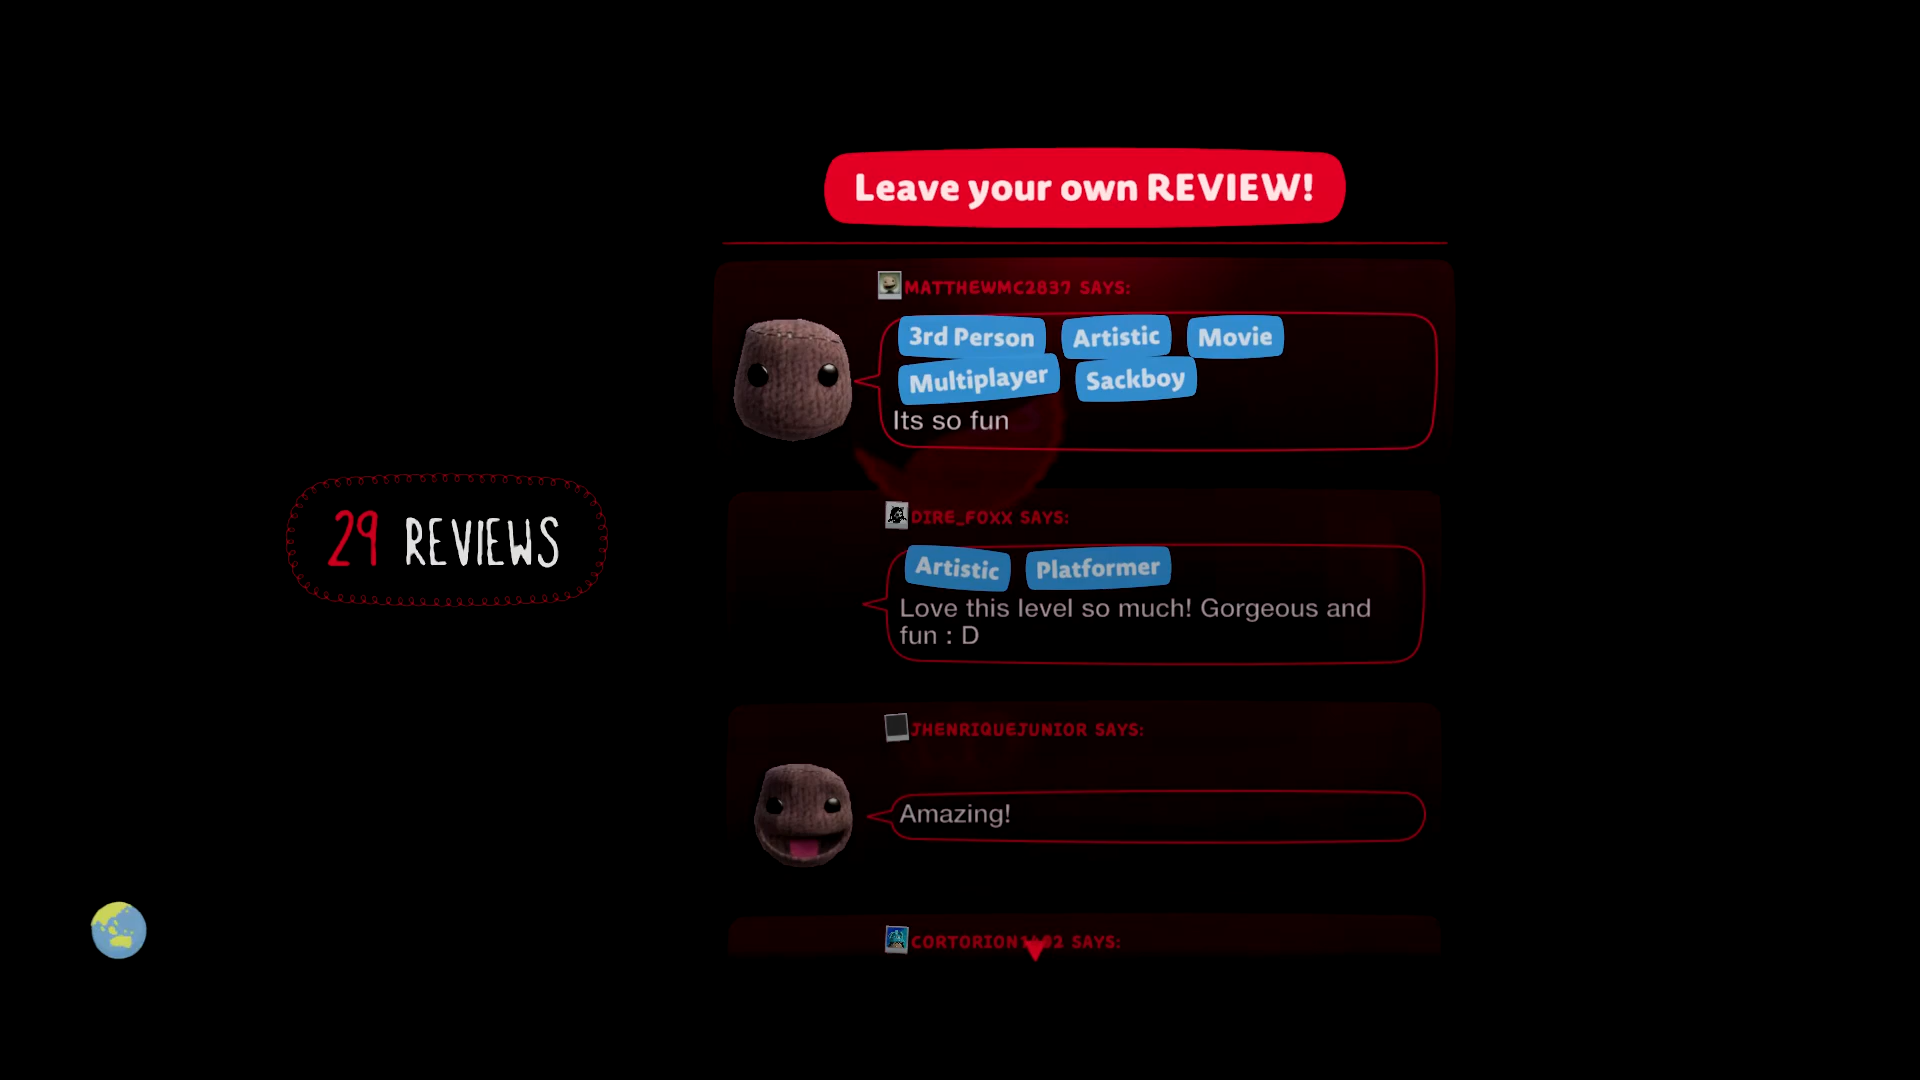 Leave your own REVIEW!
MATTHEWMC2837 SAYS:
3rd Person Artistic Movie
Multiplayer Sackboy
Its so fun
29 REVIEWS
DIRE_FOXX SAYS:
Artistic Platformer
Love this level so much! Gorgeous and
fun : D
JHENRIQUEJUNIOR SAYS:
Amazing!
SAYS: